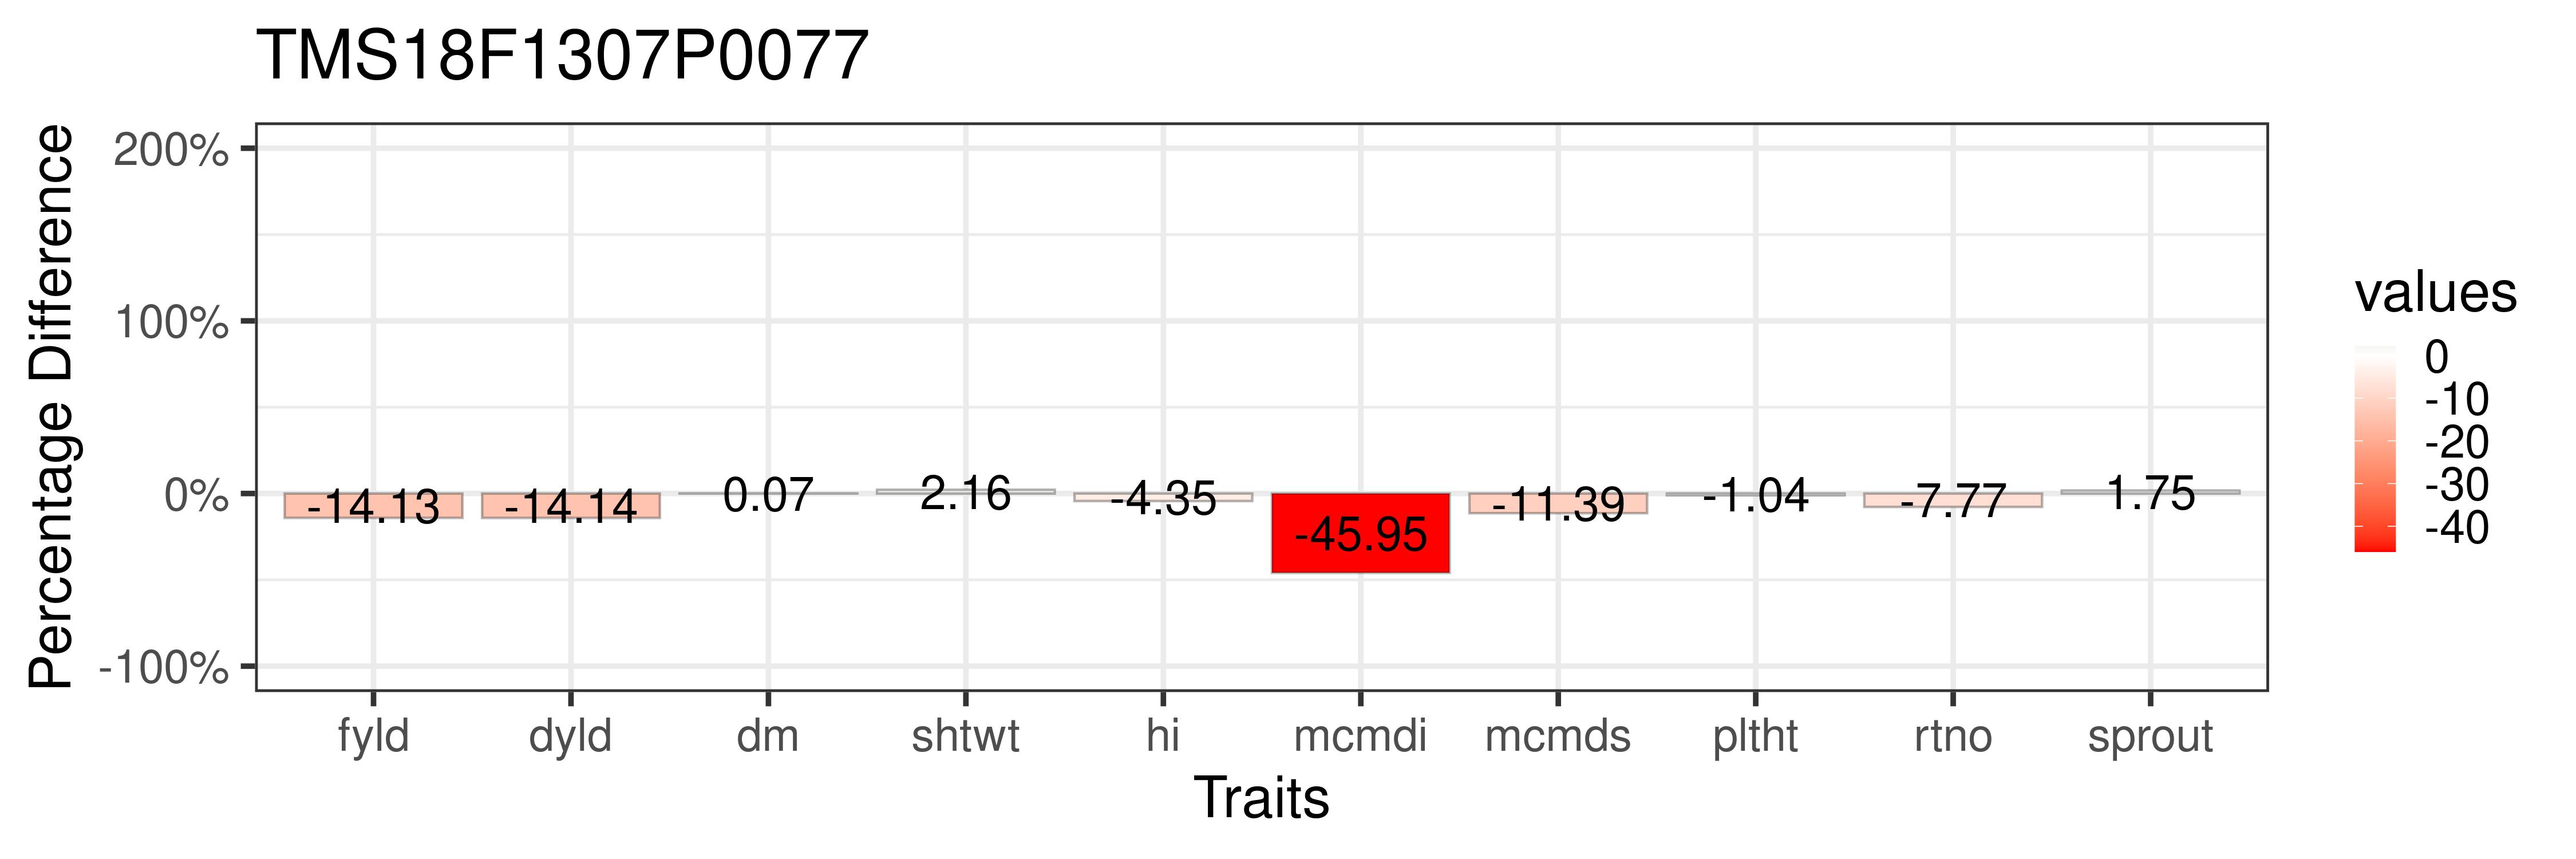 TMS18F1307P0077
Percentage Difference
200%
100%
0%
-100%
-14.13 -14.14 0.07 2.16 -4.35 -45.95 -11.39 -1.04 -7.77 1.75
fyld dyld dm shtwt hi mcmdi mcmds pltht rtno sprout
Traits
values
0
-10
-20
-30
-40